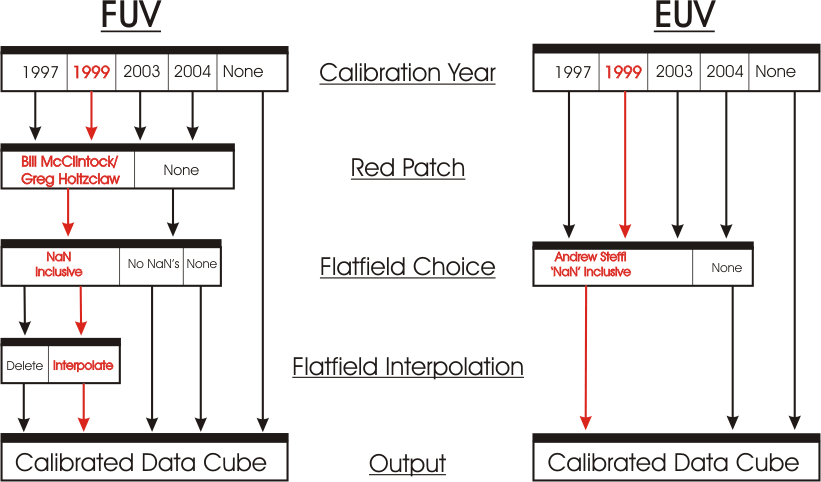 FUV
EUV
1997 1999 2003 2004 None
Calibration Year
1997 1999 2003 2004 None
Bill McClintock/
Greg Holtzclaw
None
Red Patch
NaN
Inclusive
No NaN's
None
Flatfield Choice
Andrew Steffl
'NaN' Inclusive
None
Delete
Interpolate
Flatfield Interpolation
Calibrated Data Cube
Output
Calibrated Data Cube